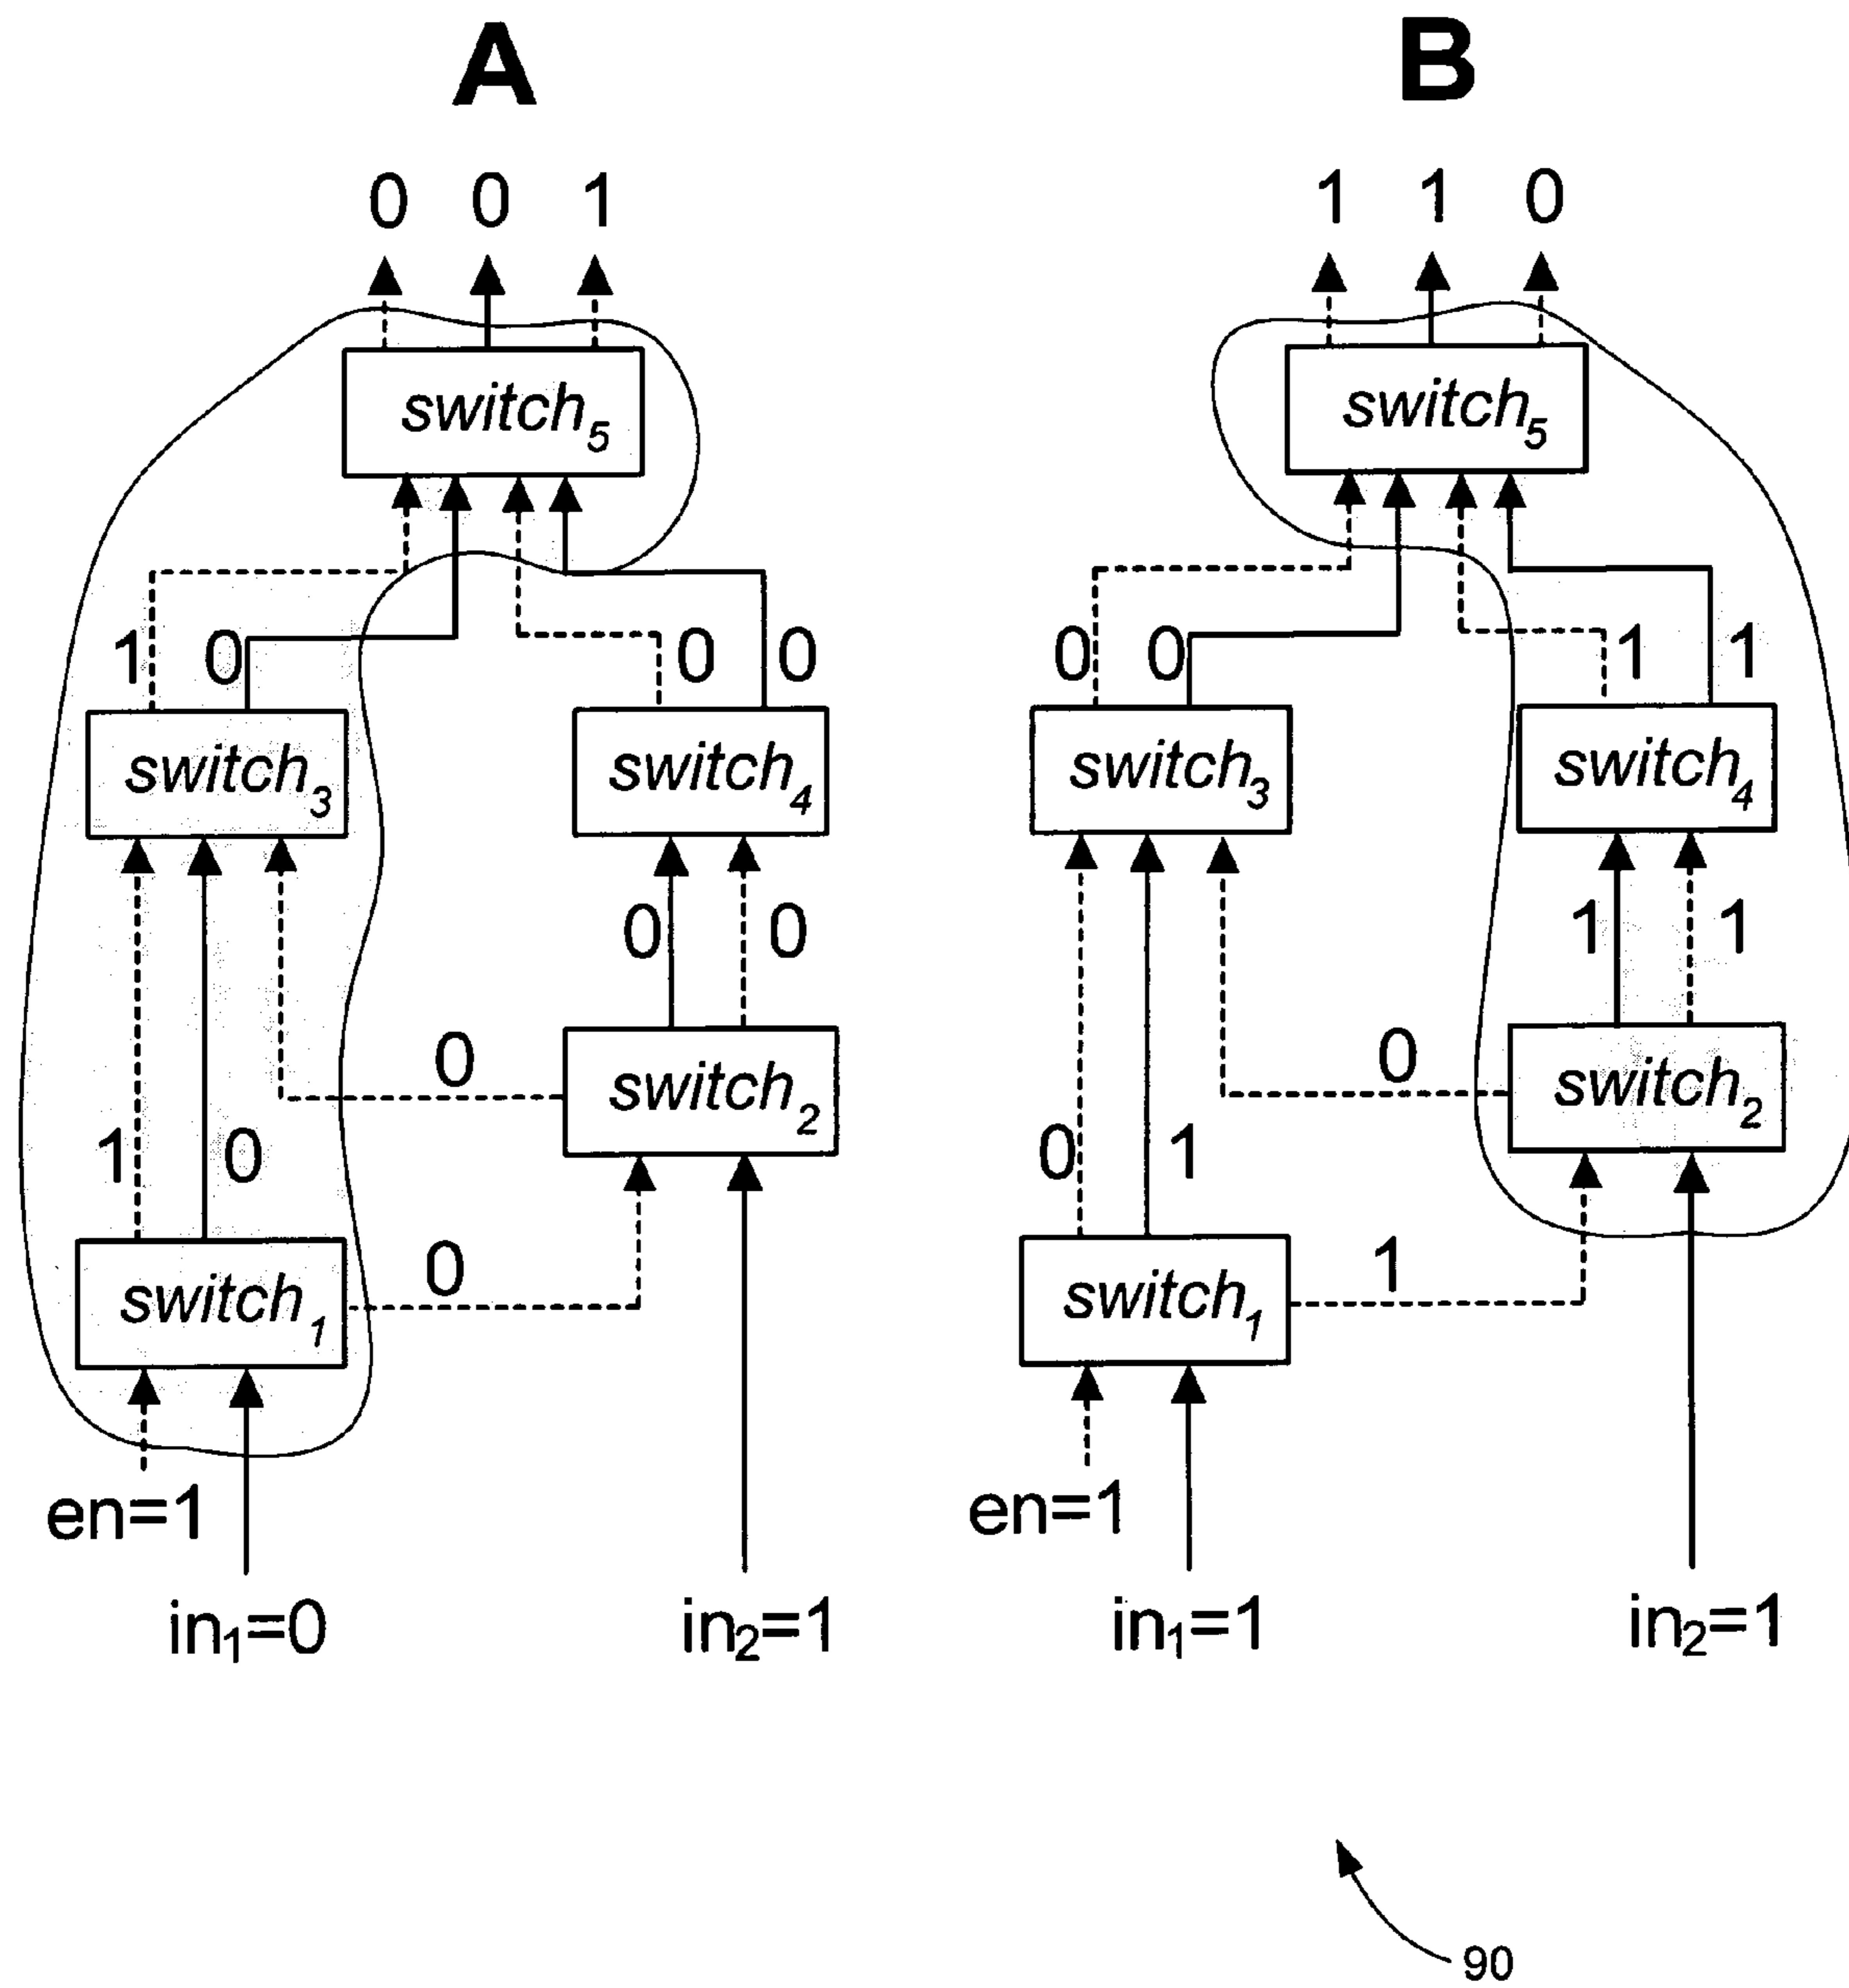 A
B
0 0 1
1 1 0
switch5
switch5
1 0 0 0
0 0 1 1
switch3
switch4
switch3
switch4
0 0
1 1
0
0
switch2
switch2
1 0
0 1
0
1
switch1
switch1
en=1
en=1
in1=0
in2=1
in1=1
in2=1
90